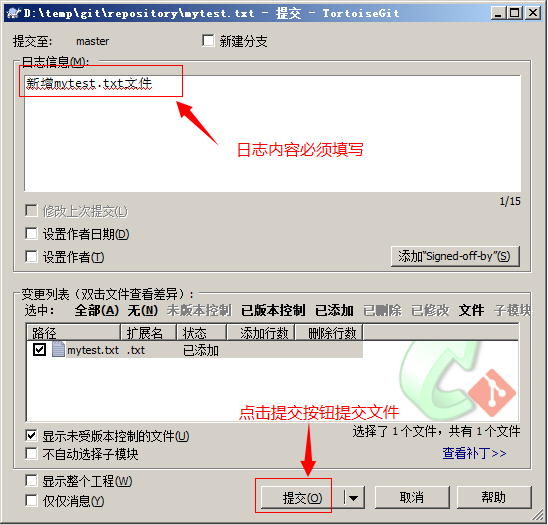 D:\temp\git\repository\mytest.txt - 提交 - TortoiseGit
提交至: master 新建分支
日志信息(M):
新增mytest.txt文件
日志内容必须填写
1/15
修改上次提交(L)
设置作者日期(D)
设置作者(T) 添加"Signed-off-by"(S)
变更列表（双击文件查看差异）:
选中: 全部(A) 无(N) 未版本控制 已版本控制 已添加 已删除 已修改 文件 子模块
路径 扩展名 状态 添加行数 删除行数
mytest.txt .txt 已添加
点击提交按钮提交文件
显示未受版本控制的文件(U) 选择了 1 个文件，共有 1 个文件
不自动选择子模块 查看补丁>>
显示整个工程(W)
仅仅消息(Y) 提交(O) 取消 帮助